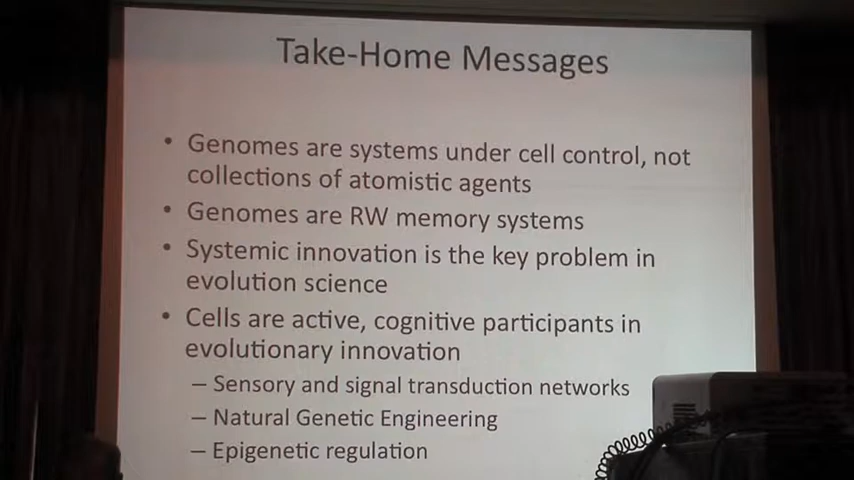 Take-Home Messages
• Genomes are systems under cell control, not
collections of atomistic agents
• Genomes are RW memory systems
• Systemic innovation is the key problem in
evolution science
• Cells are active, cognitive participants in
evolutionary innovation
– Sensory and signal transduction networks
– Natural Genetic Engineering
– Epigenetic regulation